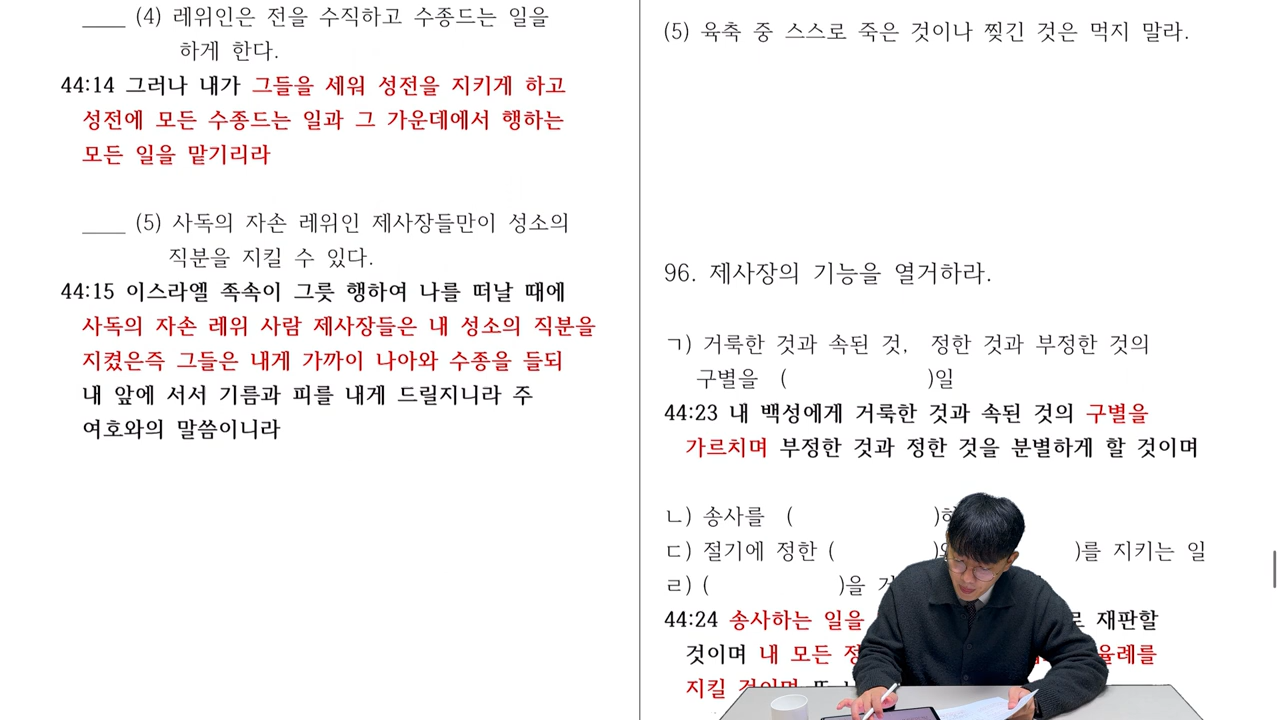 ____ (4) 레위인은 전을 수직하고 수종드는 일을
하게 한다.
44:14 그러나 내가 그들을 세워 성전을 지키게 하고
성전에 모든 수종드는 일과 그 가운데에서 행하는
모든 일을 맡기리라
____ (5) 사독의 자손 레위인 제사장들만이 성소의
직분을 지킬 수 있다.
44:15 이스라엘 족속이 그릇 행하여 나를 떠날 때에
사독의 자손 레위 사람 제사장들은 내 성소의 직분을
지켰은즉 그들은 내게 가까이 나아와 수종을 들되
내 앞에 서서 기름과 피를 내게 드릴지니라 주
여호와의 말씀이니라
(5) 육축 중 스스로 죽은 것이나 찢긴 것은 먹지 말라.
96. 제사장의 기능을 열거하라.
ㄱ) 거룩한 것과 속된 것, 정한 것과 부정한 것의
구별을 ( )일
44:23 내 백성에게 거룩한 것과 속된 것의 구별을
가르치며 부정한 것과 정한 것을 분별하게 할 것이며
ㄴ) 송사를 ( )
ㄷ) 절기에 정한 ( ) )를 지키는 일
ㄹ) ( )을
44:24 송사하는 일을 재판할
것이며 내 모든 율례를
지킬 것이며 또